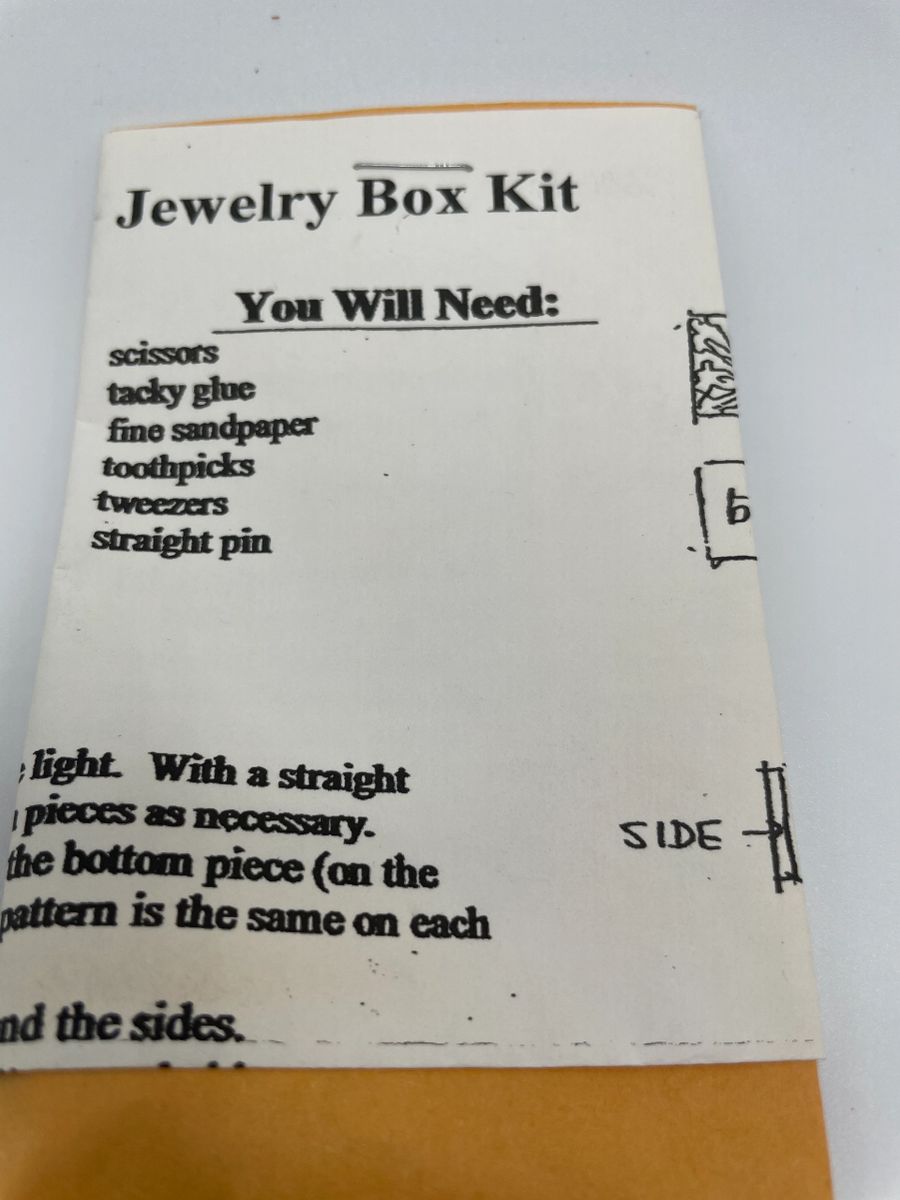 Jewelry Box Kit
You Will Need:
scissors
tacky glue
fine sandpaper
toothpicks
tweezers
straight pin
light. With a straight
pieces as necessary.
the bottom piece (on the
pattern is the same on each
the sides.
SIDE